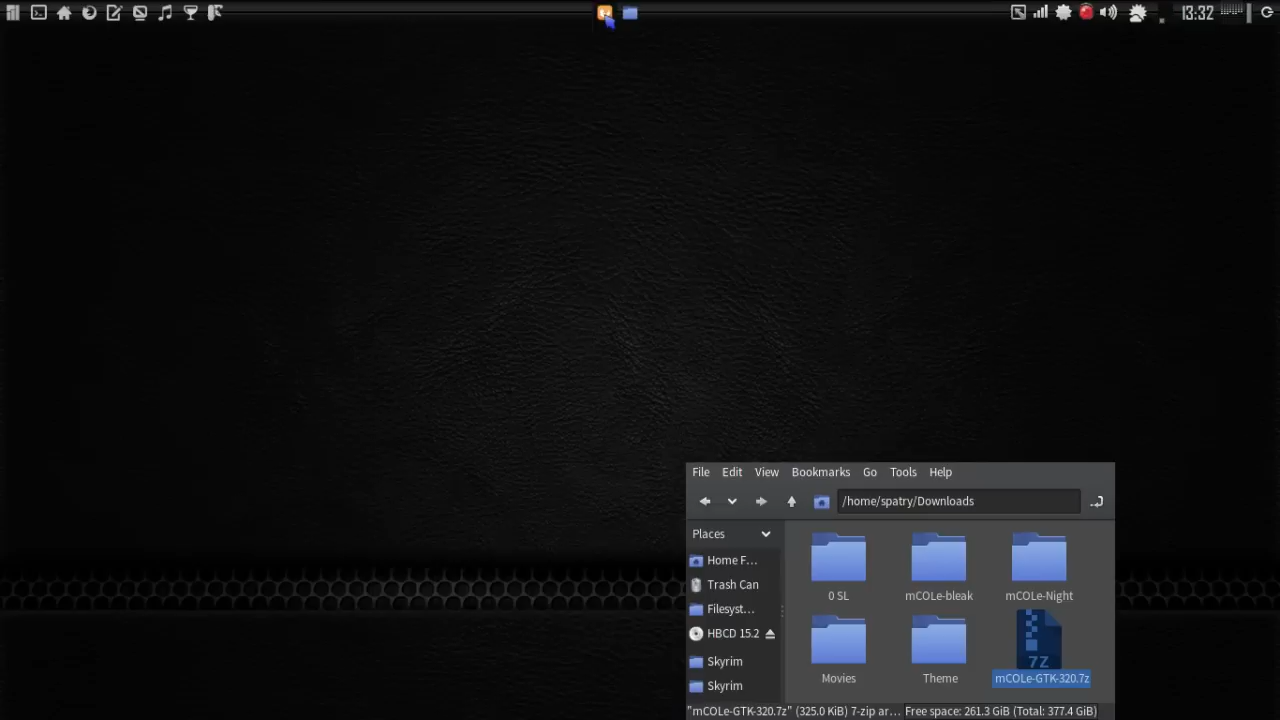 13:32
File Edit View Bookmarks Go Tools Help
/home/spatry/Downloads
Places
Home F...
Trash Can
Filesyst...
HBCD 15.2
Skyrim
Skyrim
0 SL
mCOLe-bleak
mCOLe-Night
Movies
Theme
7Z
mCOLe-GTK-320.7z
"mCOLe-GTK-320.7z" (325.0 KiB) 7-zip ar... Free space: 261.3 GiB (Total: 377.4 GiB)